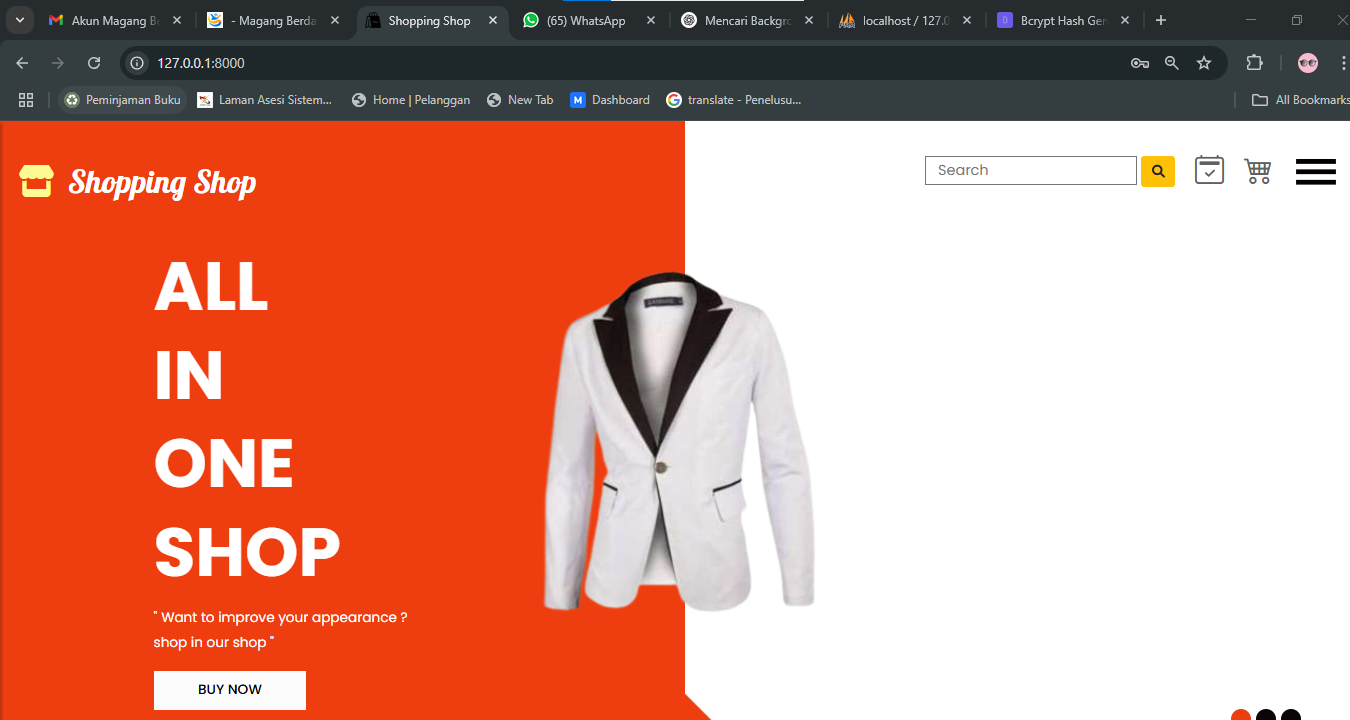 Akun Magang Be
- Magang Berda
Shopping Shop
(65) WhatsApp
Mencari Backgro
localhost / 127.0
Bcrypt Hash Gen
127.0.0.1:8000
Peminjaman Buku
Laman Asesi Sistem...
Home | Pelanggan
New Tab
Dashboard
translate - Penelusu...
All Bookmarks
Shopping Shop
Search
ALL
IN
ONE
SHOP
" Want to improve your appearance ?
shop in our shop "
BUY NOW